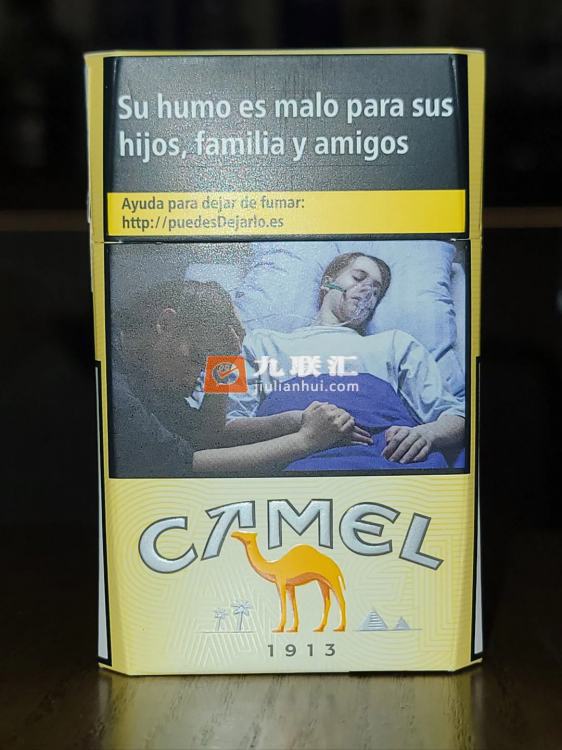 Su humo es malo para sus
hijos, familia y amigos
Ayuda para dejar de fumar:
http://puedesDejarlo.es
九联汇
jiulianhui.com
CAMEL
1913